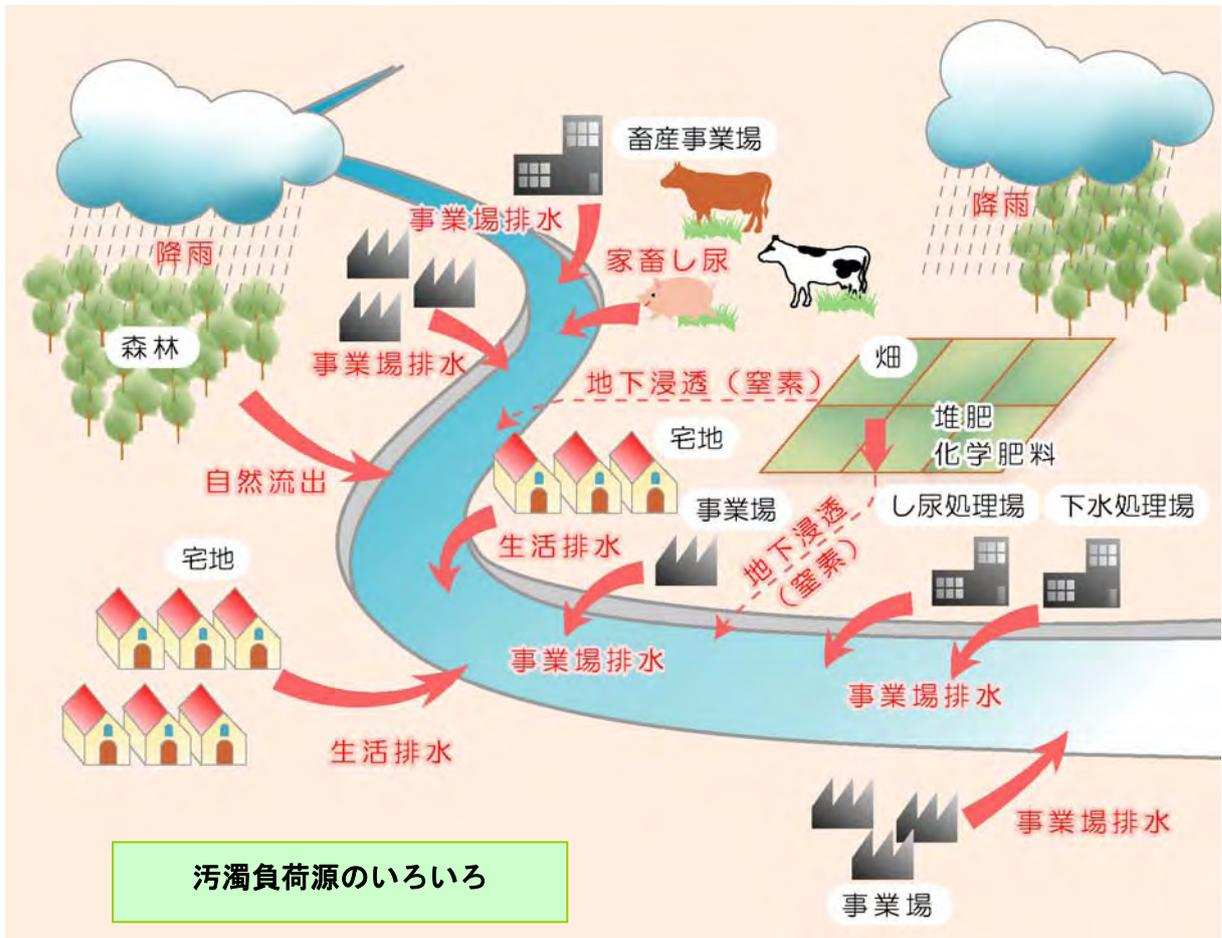 畜産事業場
事業場排水
降雨
降雨
家畜し尿
森林
事業場排水
畑
地下浸透（窒素）
堆肥
化学肥料
宅地
自然流出
事業場
し尿処理場
下水処理場
生活排水
地下浸透
（窒素）
宅地
事業場排水
事業場排水
生活排水
事業場排水
汚濁負荷源のいろいろ
事業場